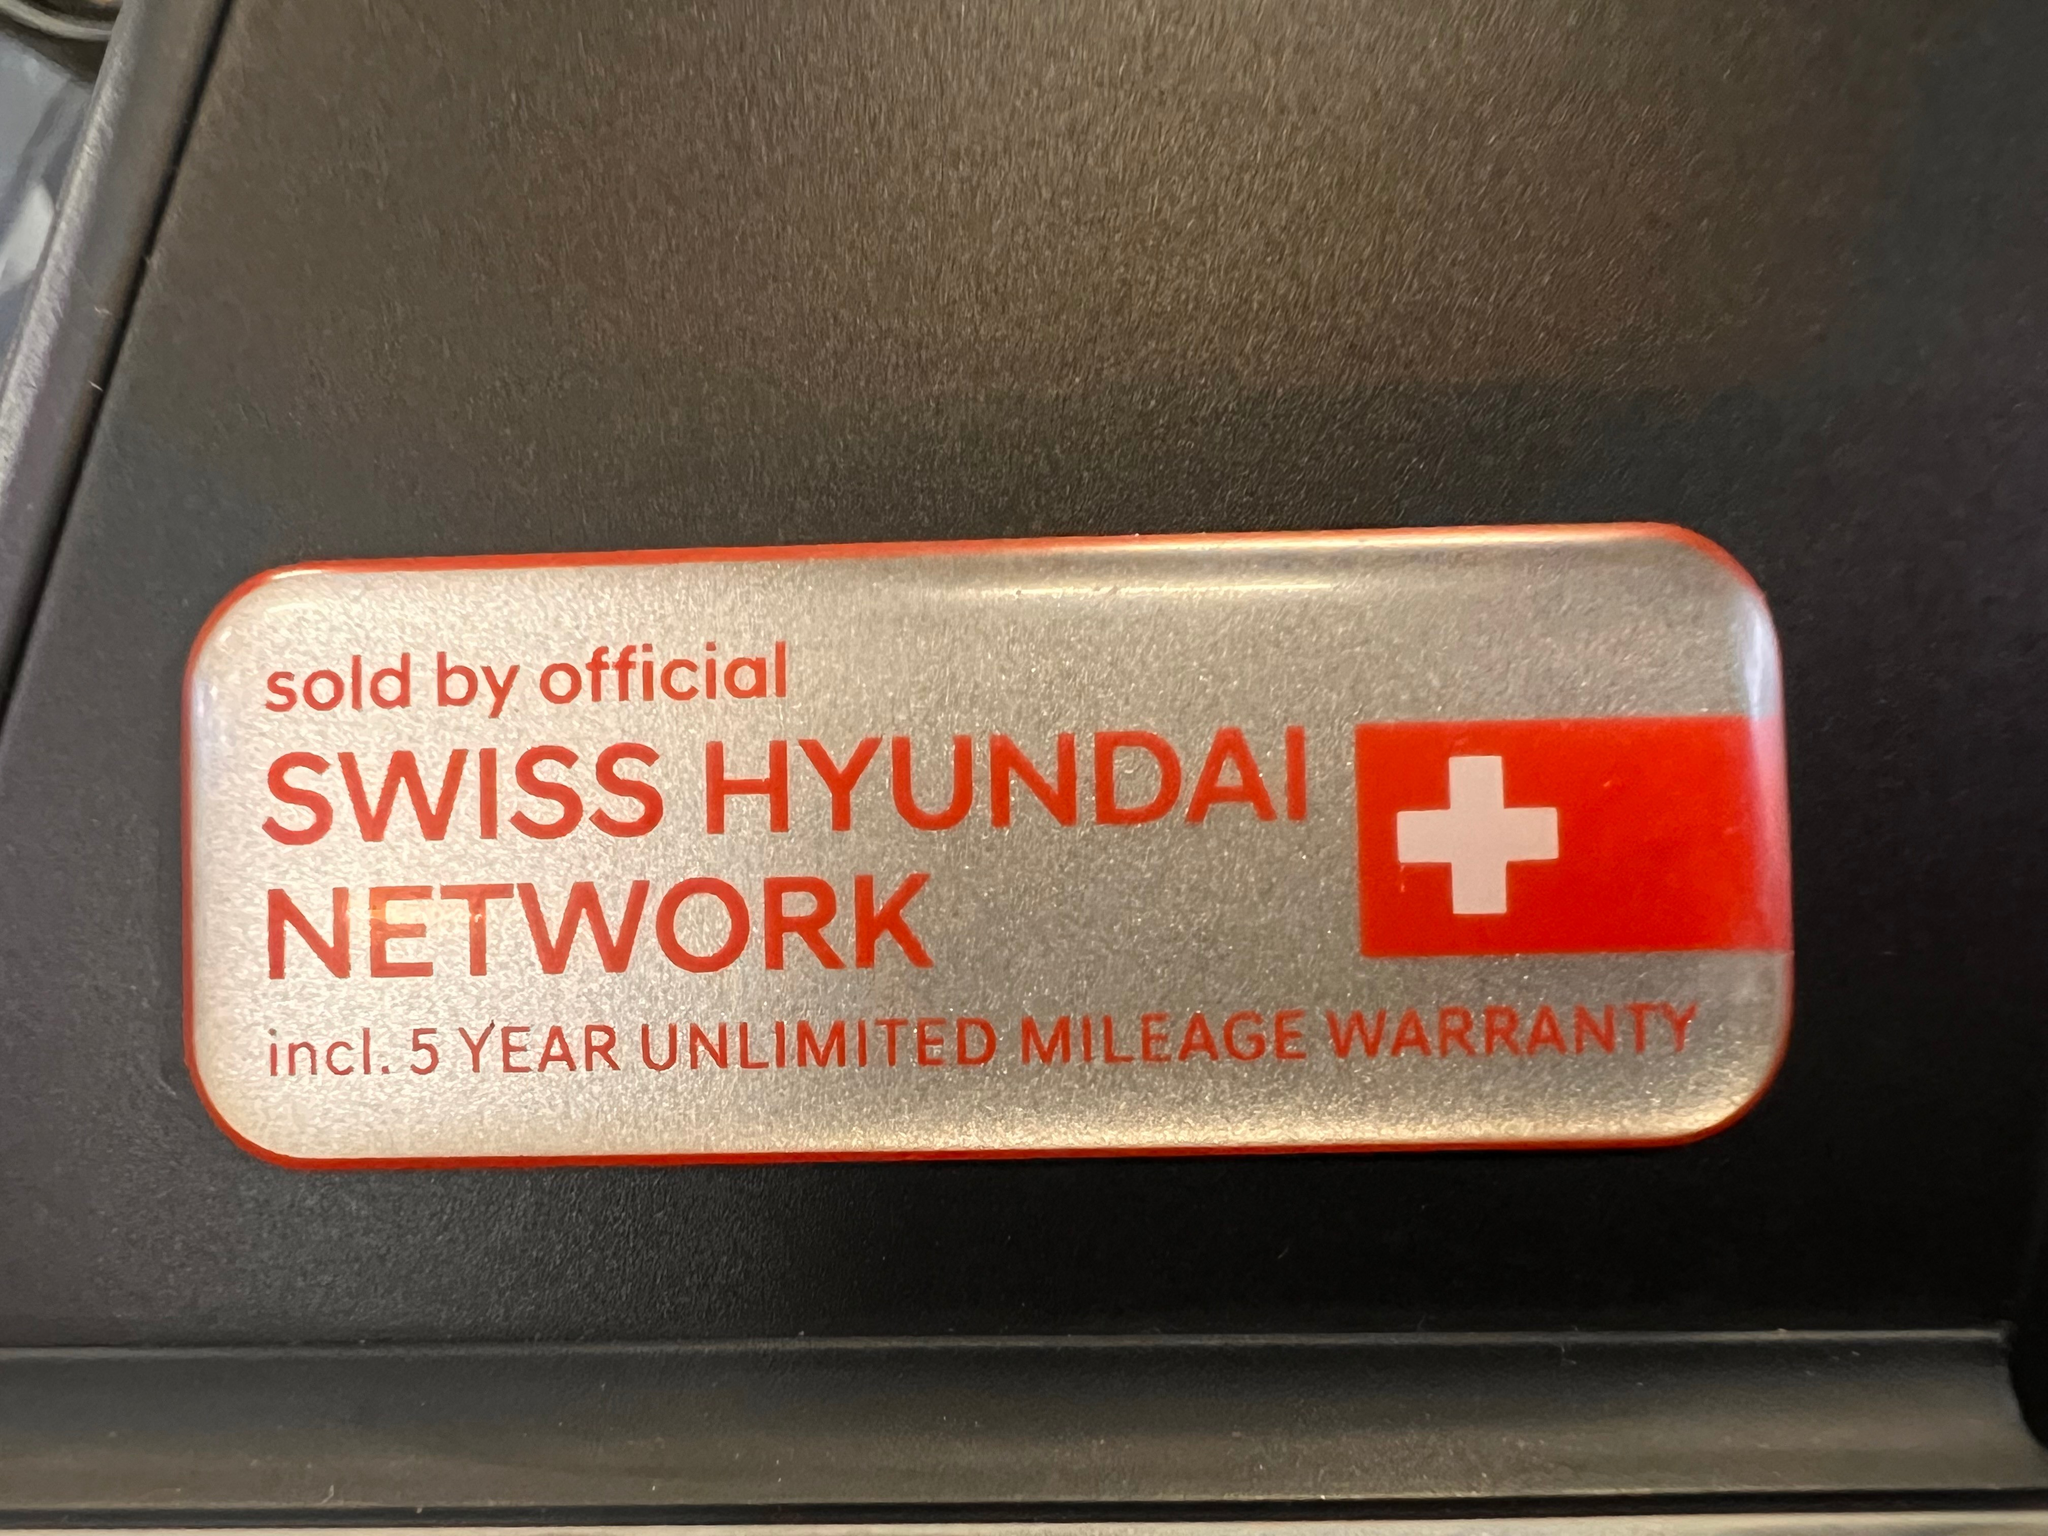 sold by official
SWISS HYUNDAI
NETWORK
incl. 5 YEAR UNLIMITED MILEAGE WARRANTY